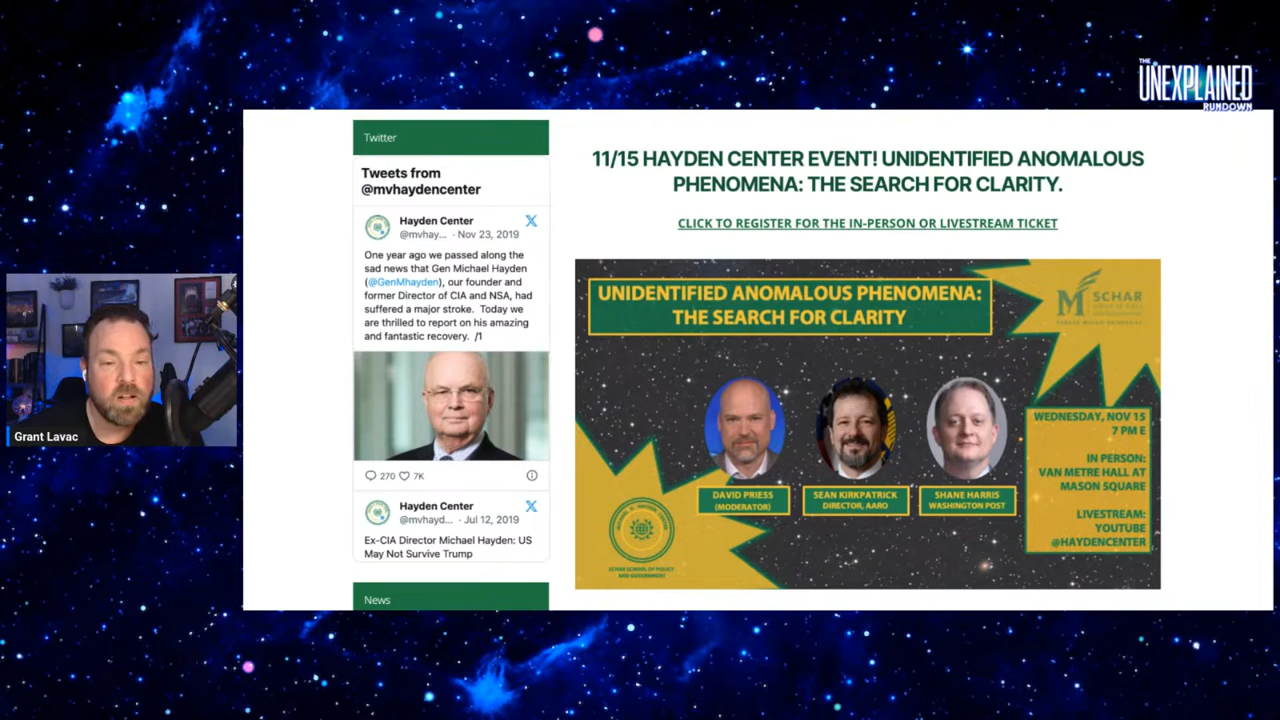 THE
UNEXPLAINED
RUNDOWN
Grant Lavac
Twitter
Tweets from
@mvhaydencenter
Hayden Center
@mvhay... · Nov 23, 2019
One year ago we passed along the
sad news that Gen Michael Hayden
(@GenMhayden), our founder and
former Director of CIA and NSA, had
suffered a major stroke. Today we
are thrilled to report on his amazing
and fantastic recovery. /1
270 7K
Hayden Center
@mvhayd... · Jul 12, 2019
Ex-CIA Director Michael Hayden: US
May Not Survive Trump
News
11/15 HAYDEN CENTER EVENT! UNIDENTIFIED ANOMALOUS
PHENOMENA: THE SEARCH FOR CLARITY.
CLICK TO REGISTER FOR THE IN-PERSON OR LIVESTREAM TICKET
UNIDENTIFIED ANOMALOUS PHENOMENA:
THE SEARCH FOR CLARITY
M SCHAR
DAVID PRIESS
(MODERATOR)
SEAN KIRKPATRICK
DIRECTOR, AARO
SHANE HARRIS
WASHINGTON POST
WEDNESDAY, NOV 15
7 PM E
IN PERSON:
VAN METRE HALL AT
MASON SQUARE
LIVESTREAM:
YOUTUBE
@HAYDENCENTER
SCHAR SCHOOL OF POLICY
AND GOVERNMENT